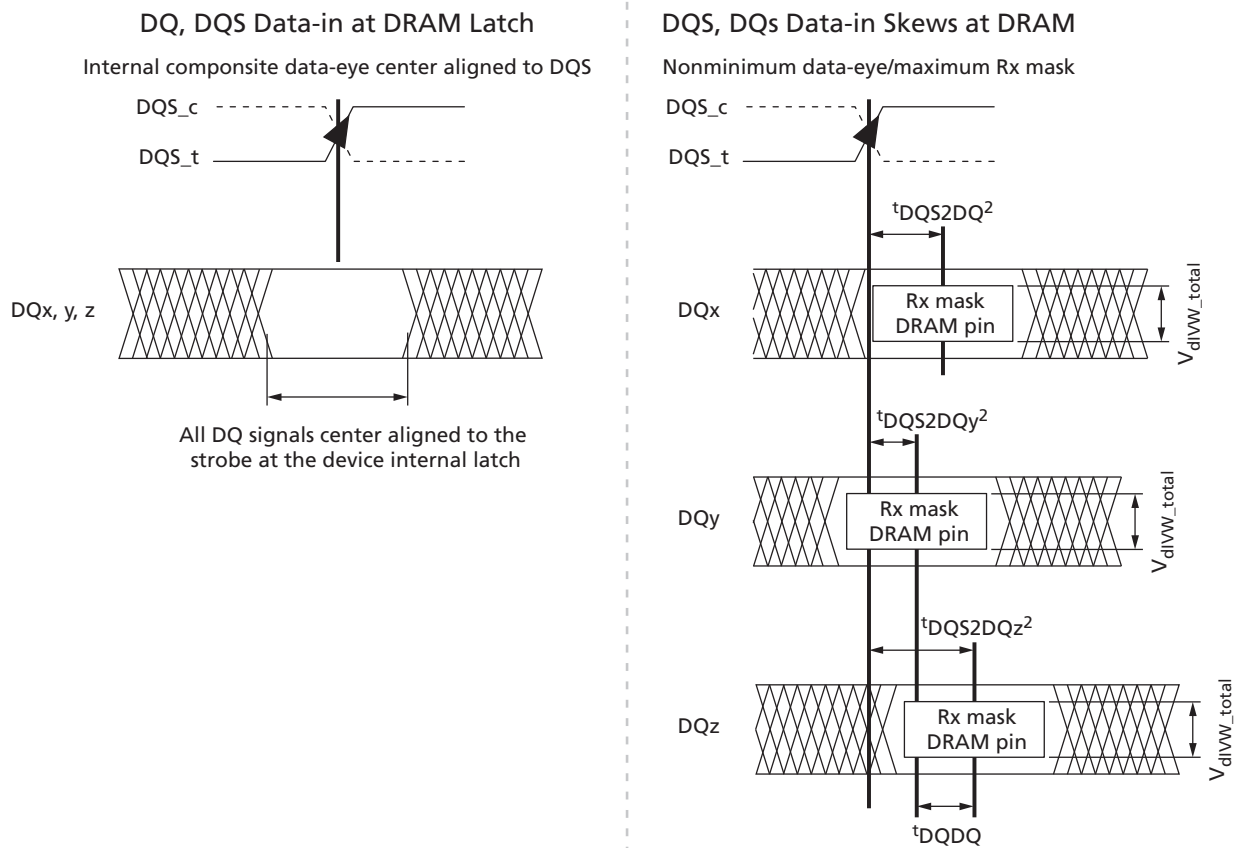 DQ, DQS Data-in at DRAM Latch
Internal componsite data-eye center aligned to DQS
DQS_c
DQS_t
DQx, y, z
All DQ signals center aligned to the
strobe at the device internal latch
DQS, DQs Data-in Skews at DRAM
Nonminimum data-eye/maximum Rx mask
DQS_c
DQS_t
tDQS2DQ2
DQx
Rx mask
DRAM pin
VdIVW_total
tDQS2DQy2
DQy
Rx mask
DRAM pin
VdIVW_total
tDQS2DQz2
DQz
Rx mask
DRAM pin
VdIVW_total
tDQDQ